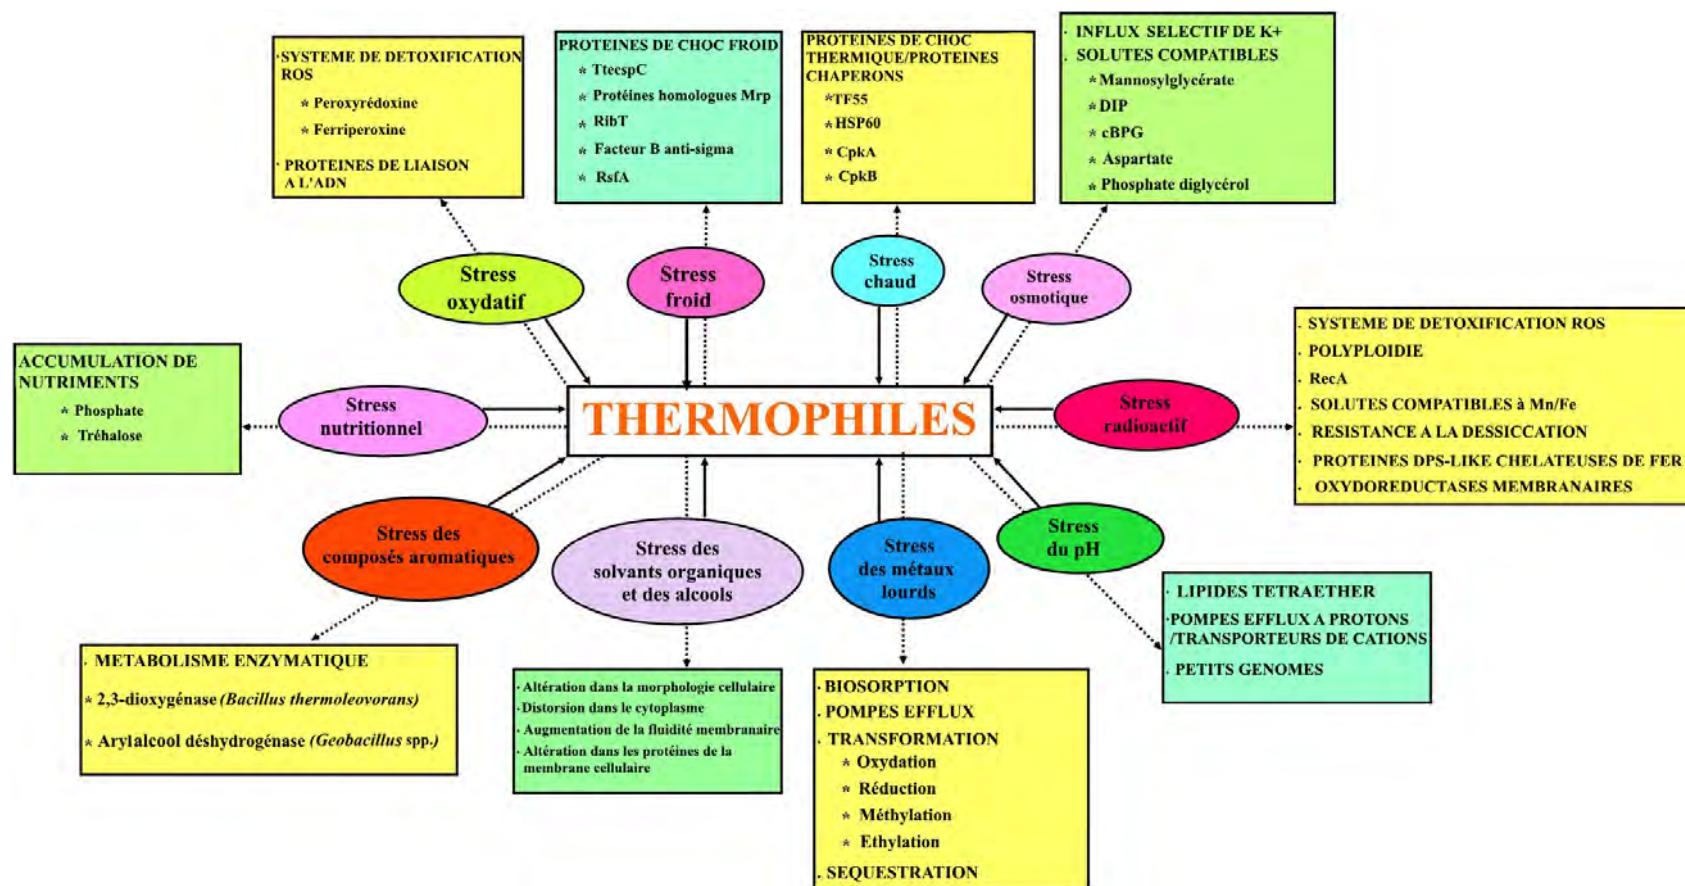 ·SYSTEME DE DETOXIFICATION
ROS
* Peroxyrédoxine
* Ferriperoxine
· PROTEINES DE LIAISON
A L'ADN
PROTEINES DE CHOC FROID
* TtecspC
* Protéines homologues Mrp
* RibT
* Facteur B anti-sigma
* RsfA
PROTEINES DE CHOC
THERMIQUE/PROTEINES
CHAPERONS
*TF55
*HSP60
* CpkA
* CpkB
· INFLUX SELECTIF DE K+
. SOLUTES COMPATIBLES
*Mannosylglycérate
*DIP
*cBPG
* Aspartate
* Phosphate diglycérol
Stress
oxydatif
Stress
froid
Stress
chaud
Stress
osmotique
ACCUMULATION DE
NUTRIMENTS
* Phosphate
* Tréhalose
Stress
nutritionnel
THERMOPHILES
Stress
radioactif
. SYSTEME DE DETOXIFICATION ROS
. POLYPLOIDIE
. RecA
. SOLUTES COMPATIBLES à Mn/Fe
. RESISTANCE A LA DESSICCATION
. PROTEINES DPS-LIKE CHELATEUSES DE FER
. OXYDOREDUCTASES MEMBRANAIRES
Stress des
composés aromatiques
Stress des
solvants organiques
et des alcools
Stress
des métaux
lourds
Stress
du pH
. METABOLISME ENZYMATIQUE
* 2,3-dioxygénase (Bacillus thermoleovorans)
* Arylalcool déshydrogénase (Geobacillus spp.)
· Altération dans la morphologie cellulaire
· Distorsion dans le cytoplasme
· Augmentation de la fluidité membranaire
· Altération dans les protéines de la
membrane cellulaire
. BIOSORPTION
. POMPES EFFLUX
. TRANSFORMATION
* Oxydation
* Réduction
* Méthylation
* Ethylation
. SEQUESTRATION
· LIPIDES TETRAETHER
·POMPES EFFLUX A PROTONS
/TRANSPORTEURS DE CATIONS
. PETITS GENOMES